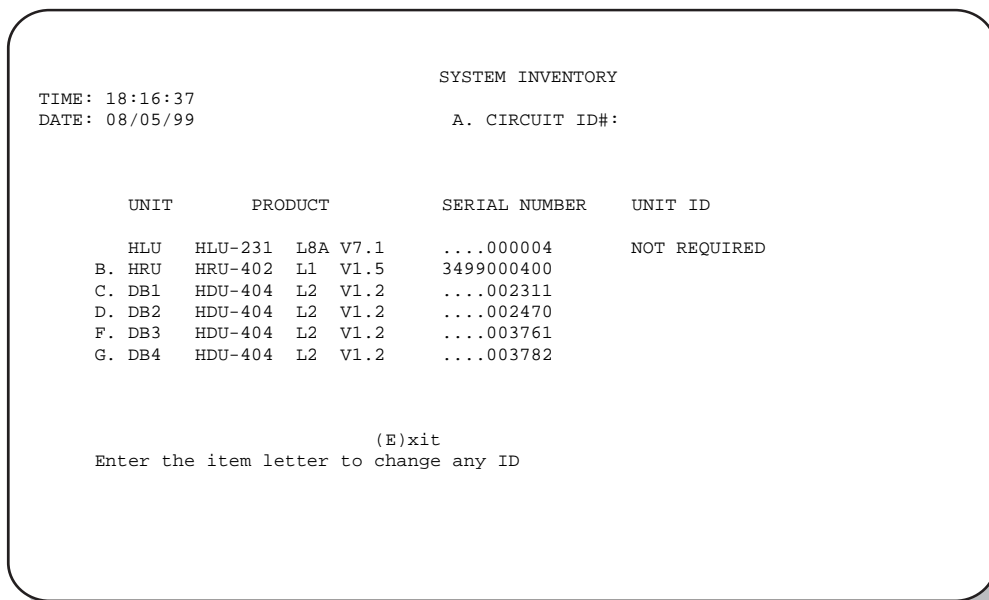 SYSTEM INVENTORY
TIME: 18:16:37
DATE: 08/05/99 A. CIRCUIT ID#:
UNIT PRODUCT SERIAL NUMBER UNIT ID
HLU HLU-231 L8A V7.1 ....000004 NOT REQUIRED
B. HRU HRU-402 L1 V1.5 3499000400
C. DB1 HDU-404 L2 V1.2 ....002311
D. DB2 HDU-404 L2 V1.2 ....002470
F. DB3 HDU-404 L2 V1.2 ....003761
G. DB4 HDU-404 L2 V1.2 ....003782
(E)xit
Enter the item letter to change any ID